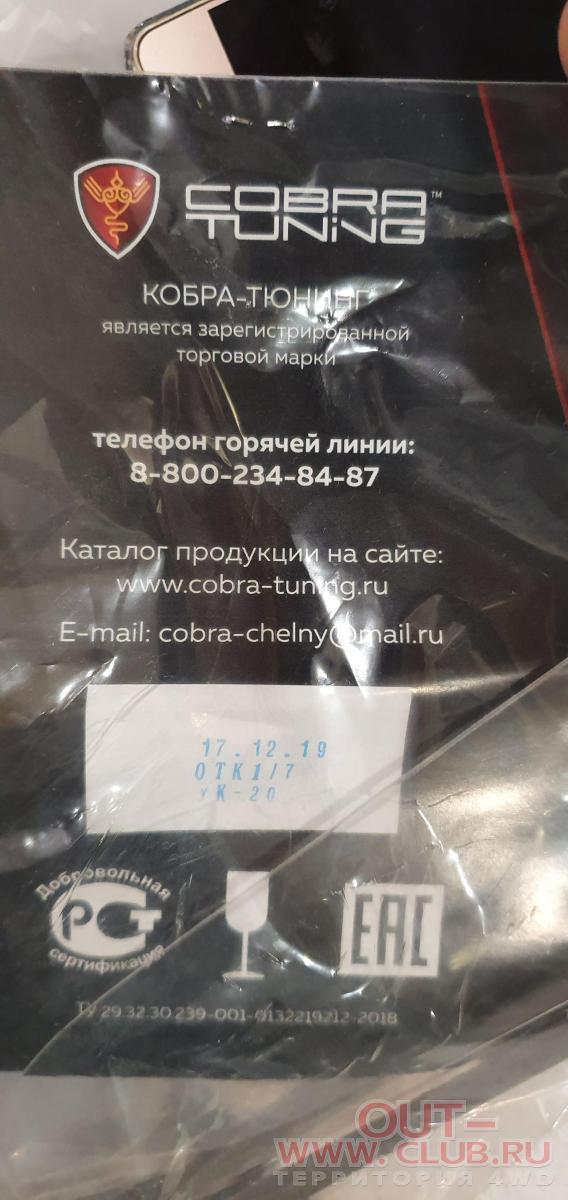 COBRA™
TUNING
КОБРА-ТЮНИНГ
является зарегистрированной
торговой марки
телефон горячей линии:
8-800-234-84-87
Каталог продукции на сайте:
www.cobra-tuning.ru
E-mail: cobra-chelny@mail.ru
17.12.19
ОТК1/7
УК-20
Добровольная
РСТ
сертификация
EAC
ТУ 29.32.30.239-001-0132219212-2018
OUT-
WWW.CLUB.RU
ТЕРРИТОРИЯ 4WD